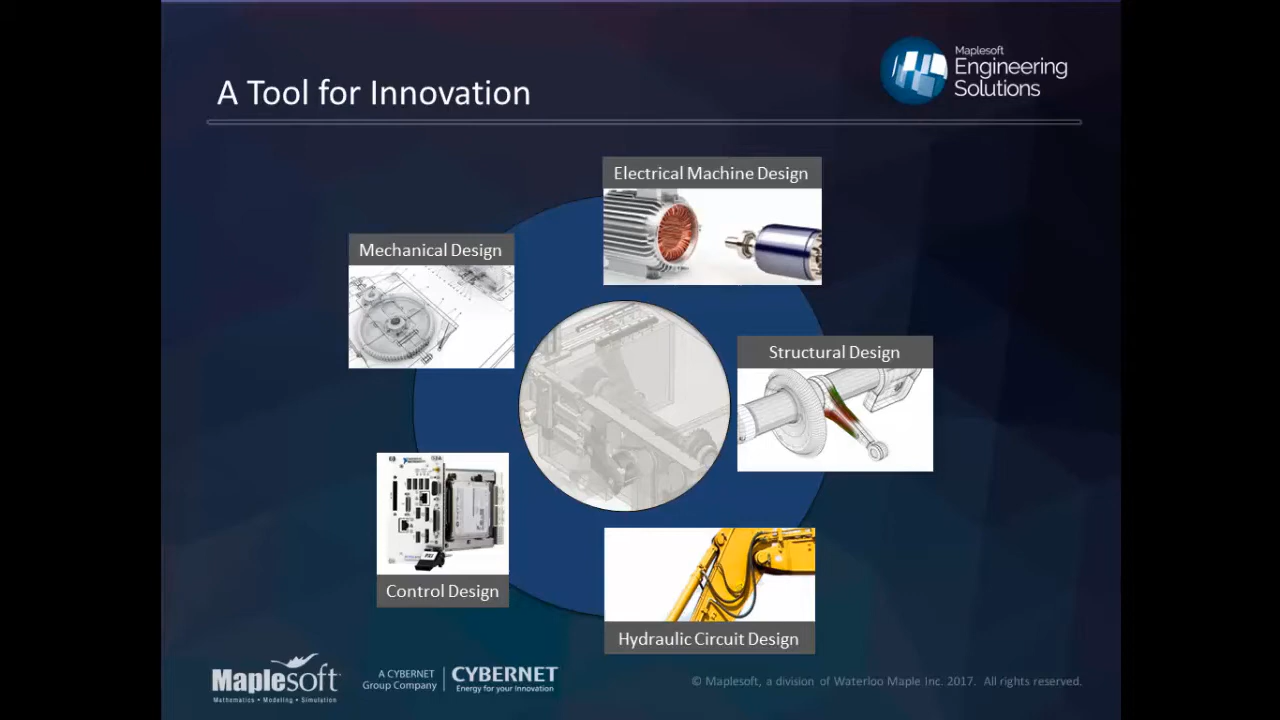 A Tool for Innovation
Maplesoft
Engineering
Solutions
Electrical Machine Design
Mechanical Design
Structural Design
Control Design
Hydraulic Circuit Design
Maplesoft
Mathematics • Modeling • Simulation
A CYBERNET
Group Company
CYBERNET
Energy for your Innovation
© Maplesoft, a division of Waterloo Maple Inc. 2017. All rights reserved.